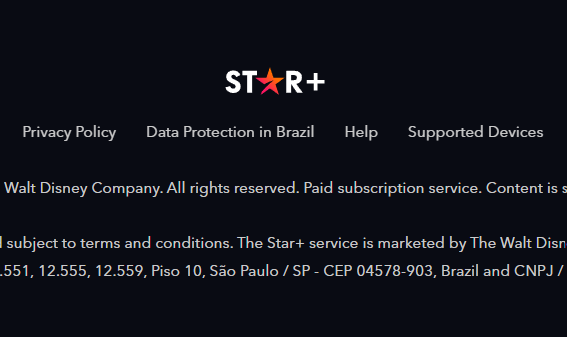 STAR+
Privacy Policy Data Protection in Brazil Help Supported Devices
Walt Disney Company. All rights reserved. Paid subscription service. Content is
subject to terms and conditions. The Star+ service is marketed by The Walt
.551, 12.555, 12.559, Piso 10, São Paulo / SP - CEP 04578-903, Brazil and CNPJ /